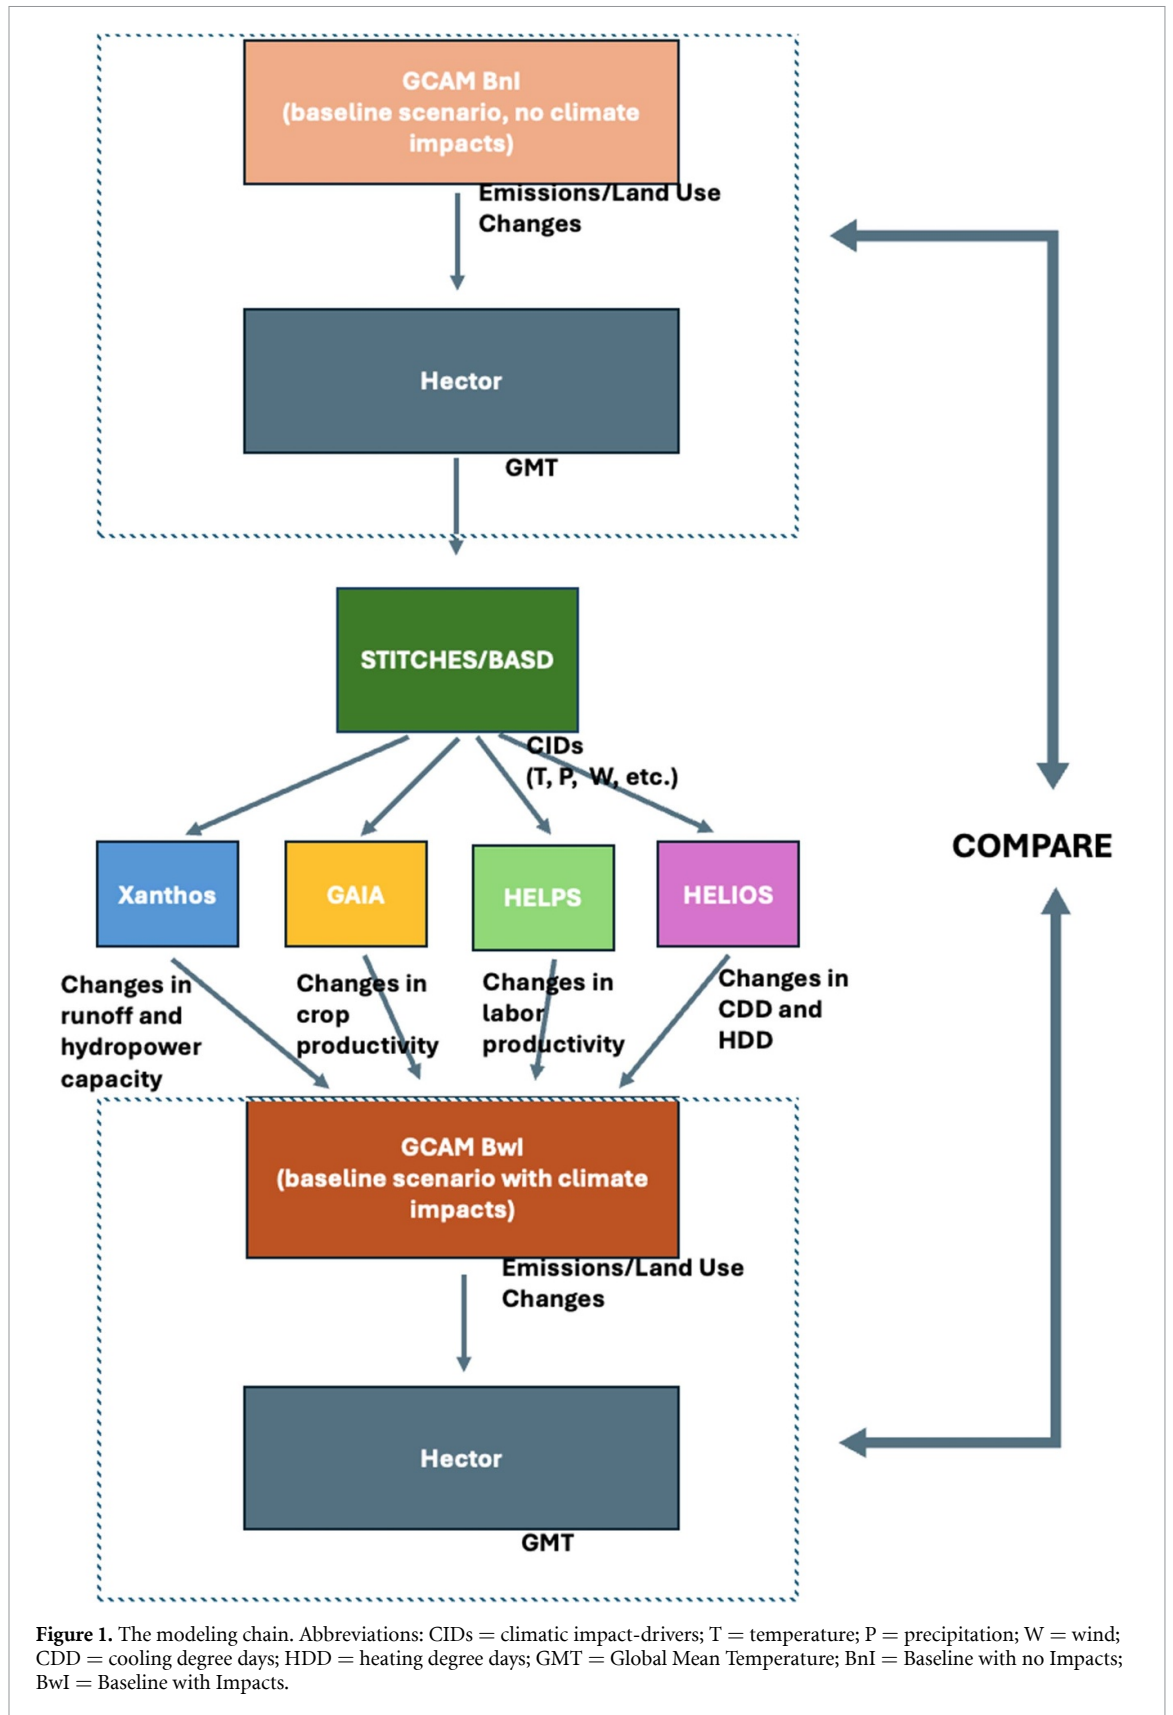 GCAM BnI
(baseline scenario, no climate
impacts)
Emissions/Land Use
Changes
Hector
GMT
STITCHES/BASD
CIDs
(T, P, W, etc.)
Xanthos
GAIA
HELPS
HELIOS
COMPARE
Changes in
runoff and
hydropower
capacity
Changes in
crop
productivity
Changes in
labor
productivity
Changes in
CDD and
HDD
GCAM BwI
(baseline scenario with climate
impacts)
Emissions/Land Use
Changes
Hector
GMT
Figure 1. The modeling chain. Abbreviations: CIDs = climatic impact-drivers; T = temperature; P = precipitation; W = wind;
CDD = cooling degree days; HDD = heating degree days; GMT = Global Mean Temperature; BnI = Baseline with no Impacts;
BwI = Baseline with Impacts.